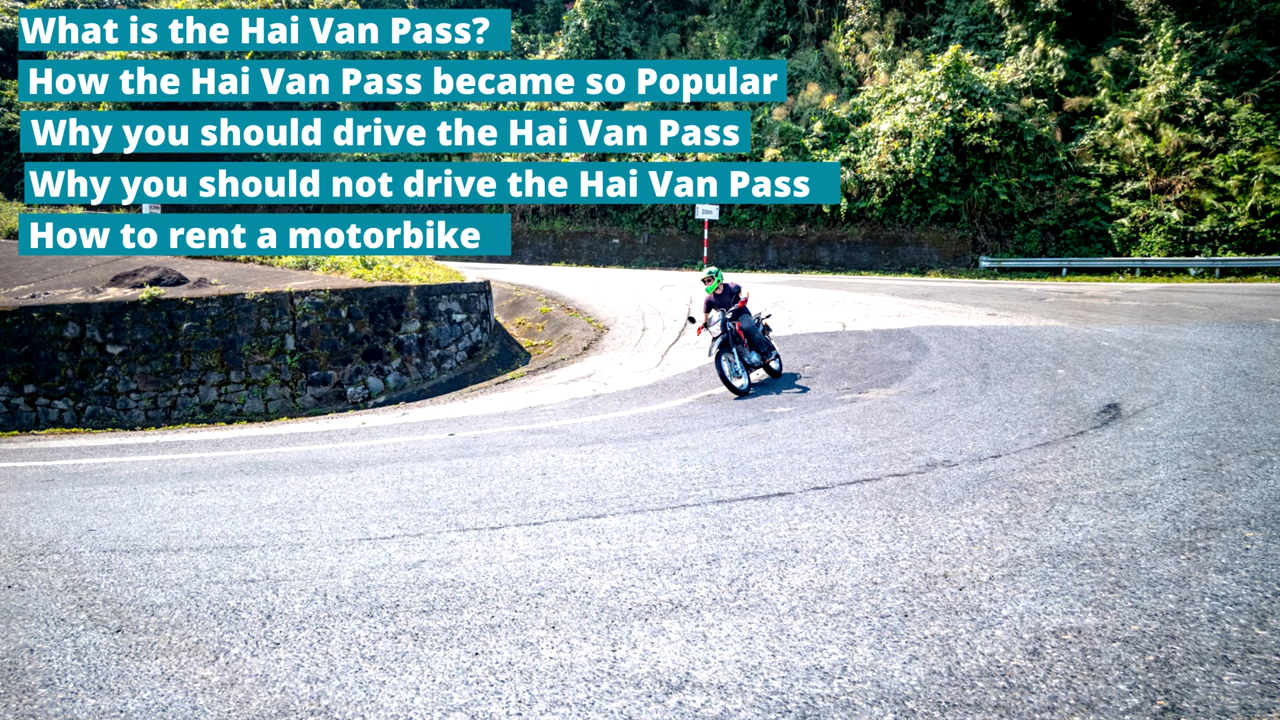 What is the Hai Van Pass?
How the Hai Van Pass became so Popular
Why you should drive the Hai Van Pass
Why you should not drive the Hai Van Pass
How to rent a motorbike
200m